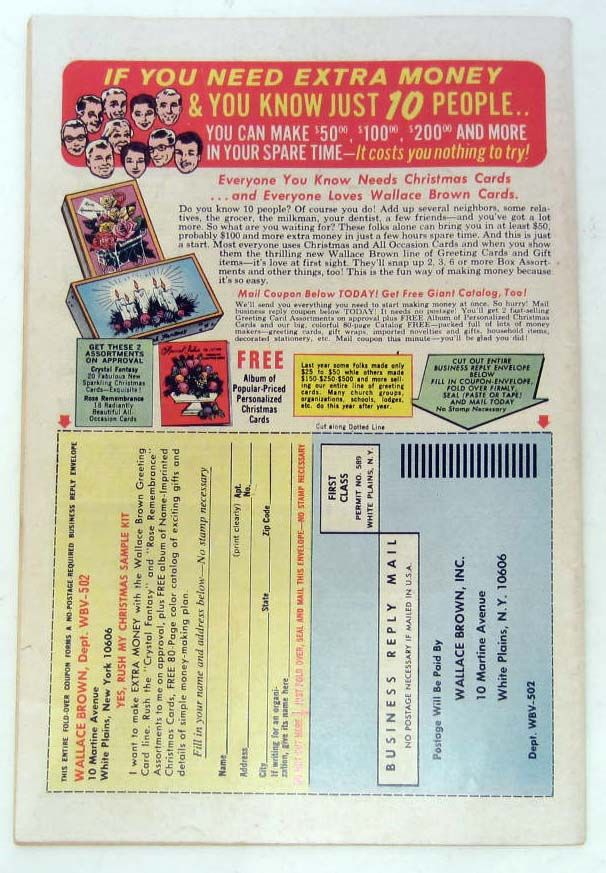 IF YOU NEED EXTRA MONEY
& YOU KNOW JUST 10 PEOPLE..
YOU CAN MAKE $50⁰⁰, $100⁰⁰, $200⁰⁰ AND MORE
IN YOUR SPARE TIME—It costs you nothing to try!
Everyone You Know Needs Christmas Cards
...and Everyone Loves Wallace Brown Cards.
Do you know 10 people? Of course you do! Add up several neighbors, some rela-
tives, the grocer, the milkman, your dentist, a few friends—and you've got a lot
more. So what are you waiting for? These folks alone can bring you in at least $50,
probably $100 and more extra money in just a few hours spare time. And this is just
a start. Most everyone uses Christmas and All Occasion Cards and when you show
them the thrilling new Wallace Brown line of Greeting Cards and Gift
items—it's love at first sight. They'll snap up 2, 3, 6 or more Box Assort-
ments and other things, too! This is the fun way of making money because
it's so easy.
Mail Coupon Below TODAY! Get Free Giant Catalog, Too!
We'll send you everything you need to start making money at once. So hurry! Mail
business reply coupon below TODAY! It needs no postage! You'll get 2 fast-selling
Greeting Card Assortments on approval plus FREE Album of Personalized Christmas
Cards and our big, colorful 80-page Catalog FREE—packed full of lots of money
makers—greeting cards, gift wraps, imported novelties and gifts, household items,
decorated stationery, etc. Mail coupon this minute—you'll be glad you did!
GET THESE 2
ASSORTMENTS
ON APPROVAL
Crystal Fantasy
20 Fabulous New
Sparkling Christmas
Cards—Exquisite!
Rose Remembrance
18 Radiantly
Beautiful All
Occasion Cards
FREE
Album of
Popular-Priced
Personalized
Christmas
Cards
Last year some folks made only
$25 to $50 while others made
$150-$250-$500 and more sell-
ing our entire line of greeting
cards. Many church groups,
organizations, schools, lodges,
etc. do this year after year.
CUT OUT ENTIRE
BUSINESS REPLY ENVELOPE
BELOW
FILL IN COUPON-ENVELOPE,
FOLD OVER FIRMLY,
SEAL (PASTE OR TAPE)
AND MAIL TODAY
No Stamp Necessary
Cut along Dotted Line
THIS ENTIRE FOLD-OVER COUPON FORMS A NO-POSTAGE-REQUIRED BUSINESS REPLY ENVELOPE
WALLACE BROWN, Dept. WBV-502
10 Martine Avenue
White Plains, New York 10606
YES, RUSH MY CHRISTMAS SAMPLE KIT
I want to make EXTRA MONEY with the Wallace Brown Greeting
Card line. Rush the "Crystal Fantasy" and "Rose Remembrance"
Assortments to me on approval, plus FREE album of Name-Imprinted
Christmas Cards, FREE 80-Page color catalog of exciting gifts and
details of simple money-making plan.
Fill in your name and address below—No stamp necessary
Name
(print clearly)
Address
Apt.
No.
City
State
Zip Code
If writing for an organi-
zation, give its name here
DO NOT CUT HERE • JUST FOLD OVER, SEAL AND MAIL THIS ENVELOPE—NO STAMP NECESSARY
FIRST
CLASS
PERMIT NO. 589
WHITE PLAINS, N.Y.
BUSINESS REPLY MAIL
NO POSTAGE NECESSARY IF MAILED IN U.S.A.
Postage Will Be Paid By
WALLACE BROWN, INC.
10 Martine Avenue
White Plains, N.Y. 10606
Dept. WBV-502